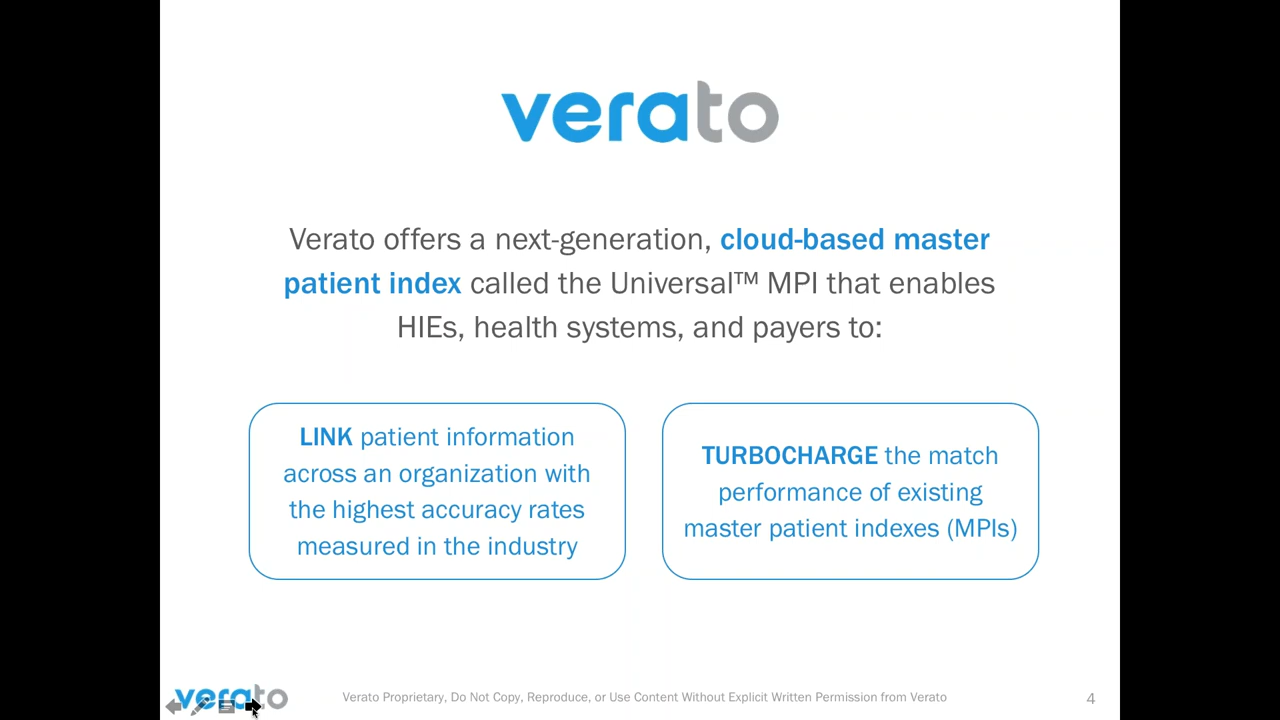 verato
Verato offers a next-generation, cloud-based master
patient index called the Universal™ MPI that enables
HIEs, health systems, and payers to:
LINK patient information
across an organization with
the highest accuracy rates
measured in the industry
TURBOCHARGE the match
performance of existing
master patient indexes (MPIs)
verato
Verato Proprietary, Do Not Copy, Reproduce, or Use Content Without Explicit Written Permission from Verato
4